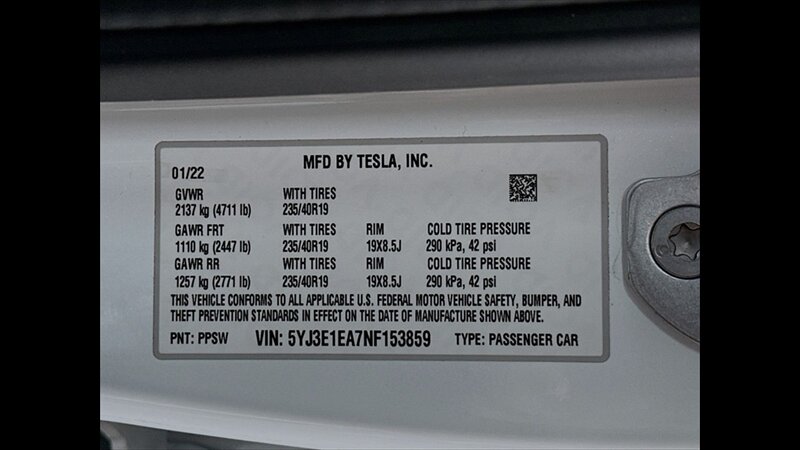 01/22 MFD BY TESLA, INC.
GVWR WITH TIRES
2137 kg (4711 lb) 235/40R19
GAWR FRT WITH TIRES RIM COLD TIRE PRESSURE
1110 kg (2447 lb) 235/40R19 19X8.5J 290 kPa, 42 psi
GAWR RR WITH TIRES RIM COLD TIRE PRESSURE
1257 kg (2771 lb) 235/40R19 19X8.5J 290 kPa, 42 psi
THIS VEHICLE CONFORMS TO ALL APPLICABLE U.S. FEDERAL MOTOR VEHICLE SAFETY, BUMPER, AND
THEFT PREVENTION STANDARDS IN EFFECT ON THE DATE OF MANUFACTURE SHOWN ABOVE.
PNT: PPSW VIN: 5YJ3E1EA7NF153859 TYPE: PASSENGER CAR